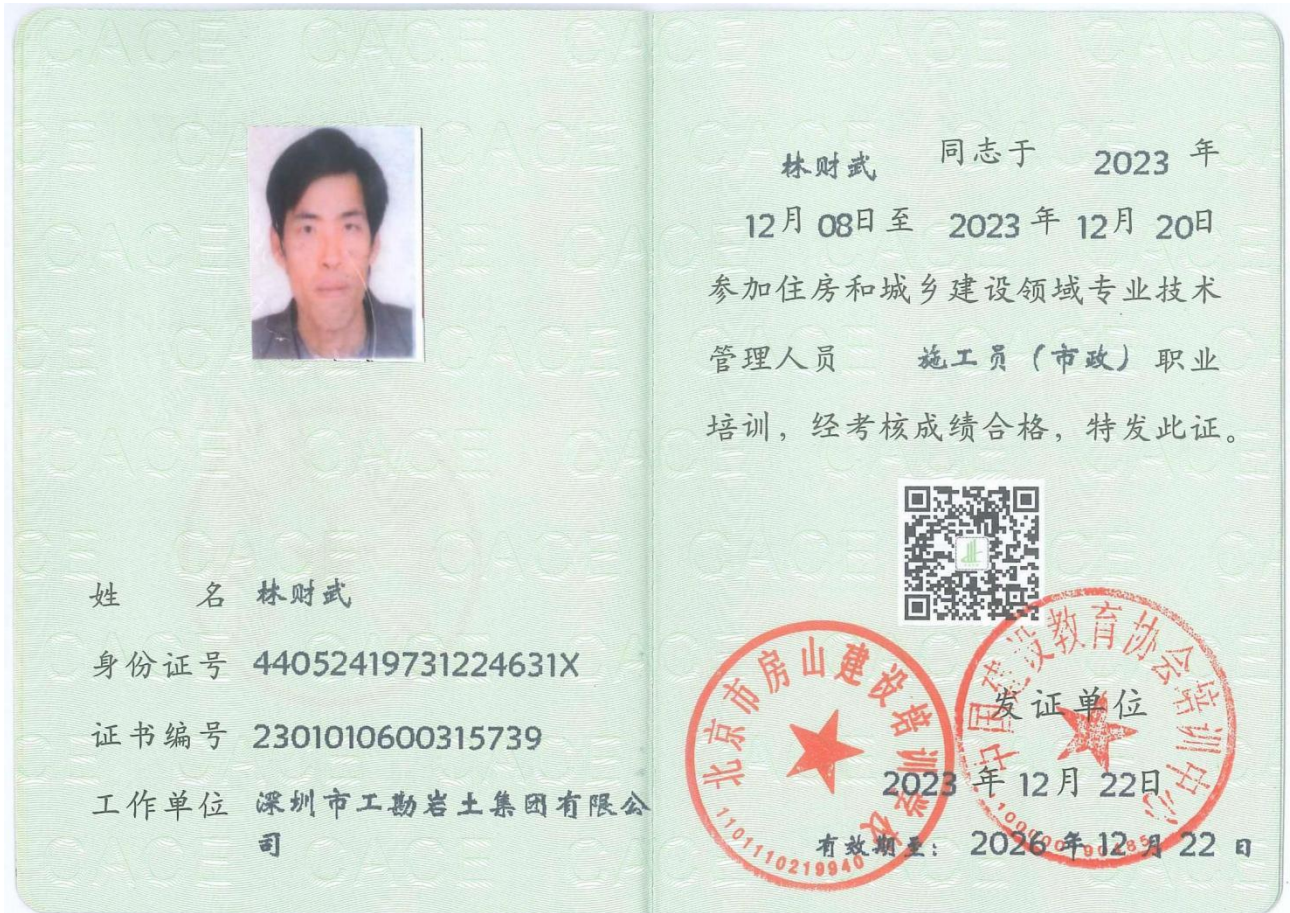 姓 名 林财武
身份证号 44052419731224631X
证书编号 2301010600315739
工作单位 深圳市工勘岩土集团有限公
司
林财武 同志于 2023 年
12月 08日至 2023 年 12月 20日
参加住房和城乡建设领域专业技术
管理人员 施工员（市政）职业
培训，经考核成绩合格，特发此证。
北京市房山建设培训学校
1101110219940
中国建设教育协会培训中心
发证单位
2023 年 12月 22日
有效期至： 2026 年 12 月 22 日
CACE